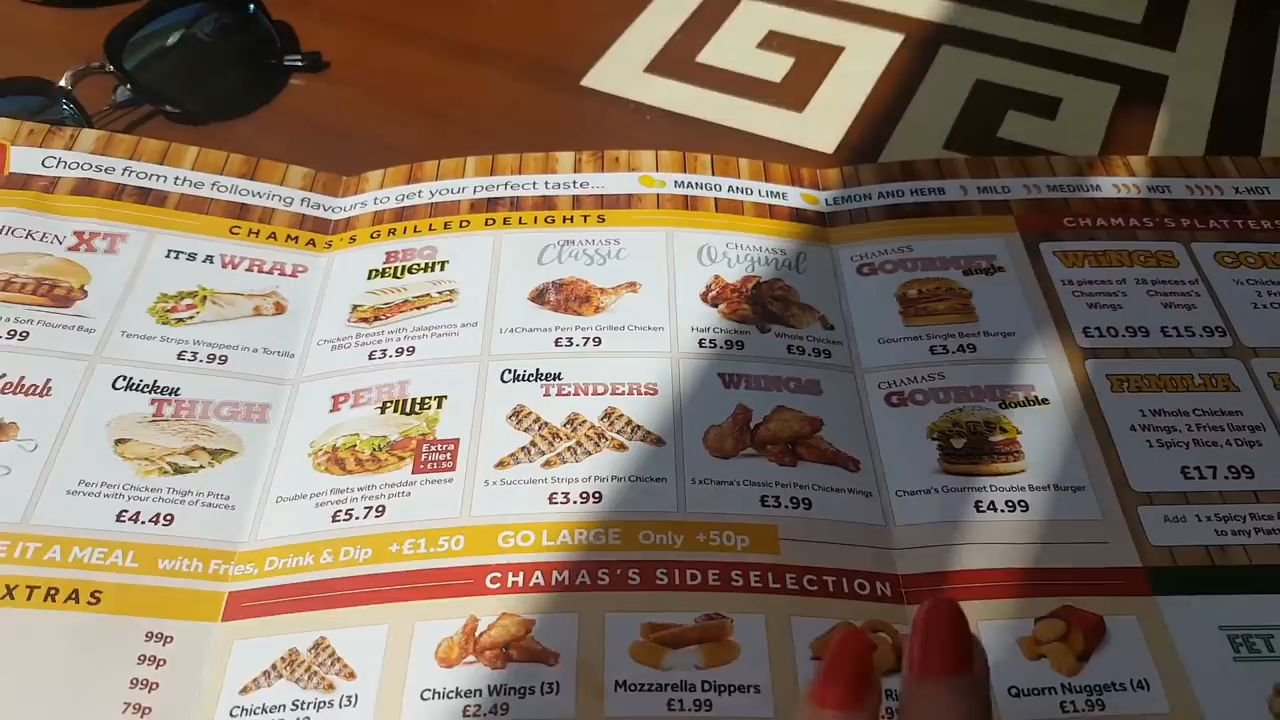 Choose from the following flavours to get your perfect taste...
MANGO AND LIME
LEMON AND HERB
MILD
MEDIUM
HOT
X-HOT
CHAMAS'S GRILLED DELIGHTS
XT
a Soft Floured Bap
.99
IT'S A WRAP
Tender Strips Wrapped in a Tortilla
£3.99
BBQ
DELIGHT
Chicken Breast with Jalapenos and
BBQ Sauce in a fresh Panini
£3.99
CHAMAS'S
Classic
1/4Chamas Peri Peri Grilled Chicken
£3.79
CHAMAS'S
Original
Half Chicken Whole Chicken
£5.99 £9.99
CHAMAS'S
GOURMET
single
Gourmet Single Beef Burger
£3.49
Kebab
Chicken
THIGH
Peri Peri Chicken Thigh in Pitta
served with your choice of sauces
£4.49
PERI
FILLET
Extra
Fillet
+ £1.50
Double peri fillets with cheddar cheese
served in fresh pitta
£5.79
Chicken
TENDERS
5 x Succulent Strips of Piri Piri Chicken
£3.99
WIINGS
5 xChama's Classic Peri Peri Chicken Wings
£3.99
CHAMAS'S
GOURMET
double
Chama's Gourmet Double Beef Burger
£4.99
E IT A MEAL with Fries, Drink & Dip +£1.50 GO LARGE Only +50p
CHAMAS'S PLATTERS
WIINGS
18 pieces of 28 pieces of
Chamas's Chamas's
Wings Wings
£10.99 £15.99
FAMILIA
1 Whole Chicken
4 Wings, 2 Fries (large)
1 Spicy Rice, 4 Dips
£17.99
Add 1 x Spicy Rice
to any
XTRAS
99p
99p
99p
79p
CHAMAS'S SIDE SELECTION
Chicken Strips (3)
Chicken Wings (3)
£2.49
Mozzarella Dippers
£1.99
Quorn Nuggets (4)
£1.99